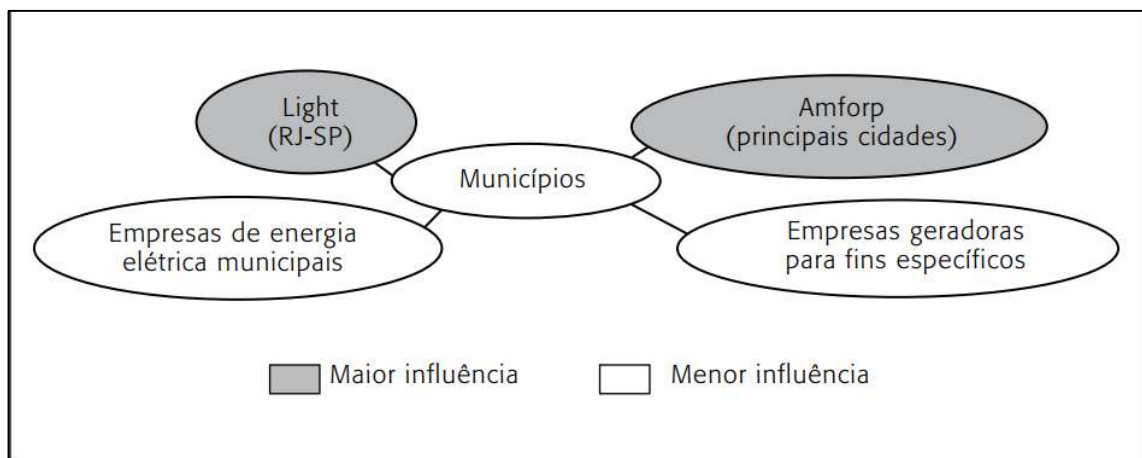 Light
(RJ-SP)
Amforp
(principais cidades)
Municípios
Empresas de energia
elétrica municipais
Empresas geradoras
para fins específicos
Maior influência
Menor influência